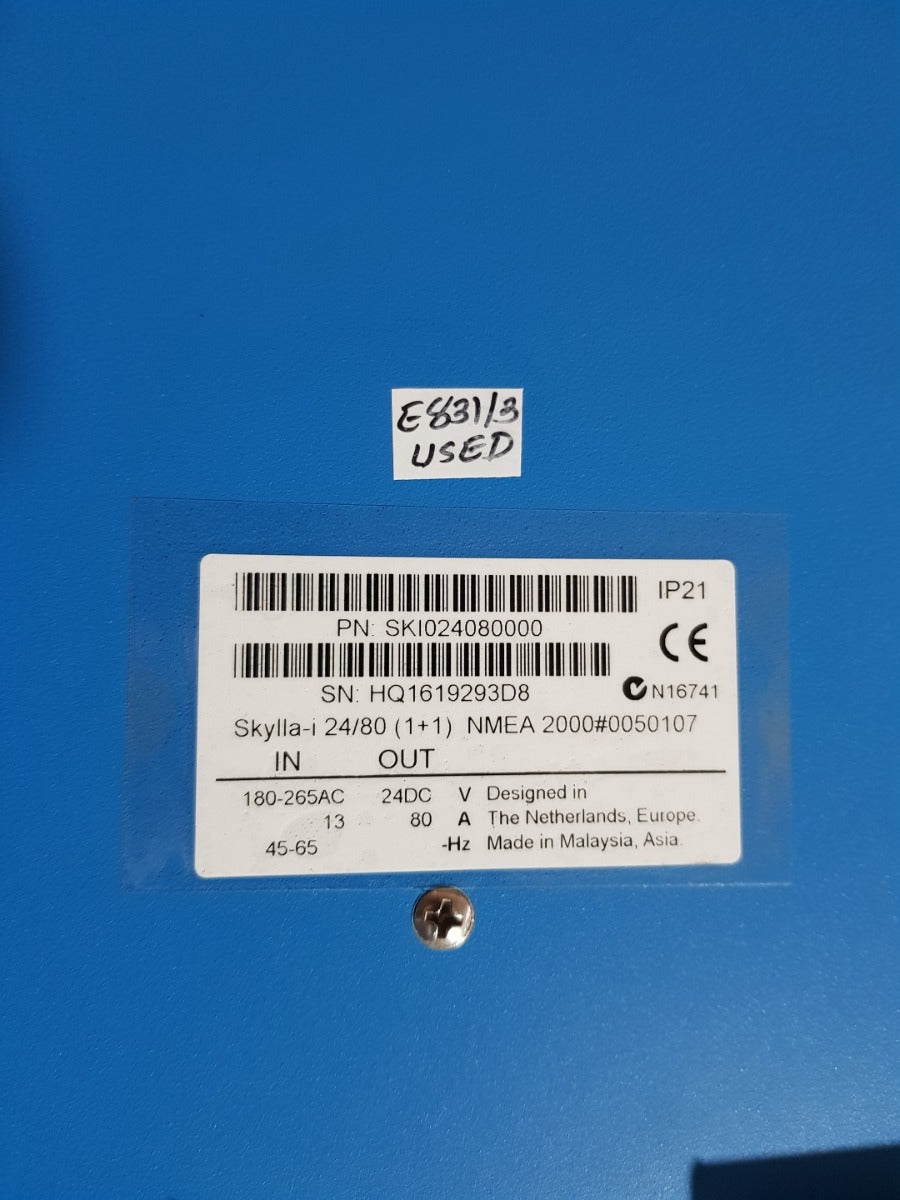 E831/3
USED
IP21
PN: SKI024080000
CE
SN: HQ1619293D8
N16741
Skylla-i 24/80 (1+1) NMEA 2000#0050107
IN OUT
180-265AC 24DC V Designed in
13 80 A The Netherlands, Europe.
45-65 -Hz Made in Malaysia, Asia.